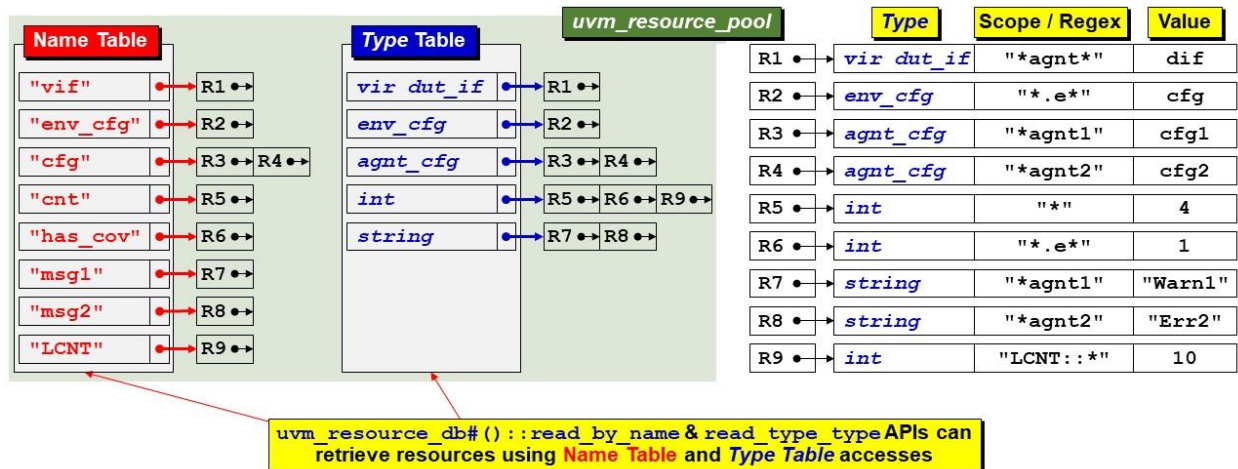 uvm_resource_pool
Name Table
Type Table
"vif" R1
"env_cfg" R2
"cfg" R3 R4
"cnt" R5
"has_cov" R6
"msg1" R7
"msg2" R8
"LCNT" R9
vir dut_if R1
env_cfg R2
agnt_cfg R3 R4
int R5 R6 R9
string R7 R8
Type Scope / Regex Value
R1 vir dut_if "*agnt*" dif
R2 env_cfg "*.e*" cfg
R3 agnt_cfg "*agnt1" cfg1
R4 agnt_cfg "*agnt2" cfg2
R5 int "*" 4
R6 int "*.e*" 1
R7 string "*agnt1" "Warn1"
R8 string "*agnt2" "Err2"
R9 int "LCNT::*" 10
uvm_resource_db#()::read_by_name & read_type_type APIs can
retrieve resources using Name Table and Type Table accesses